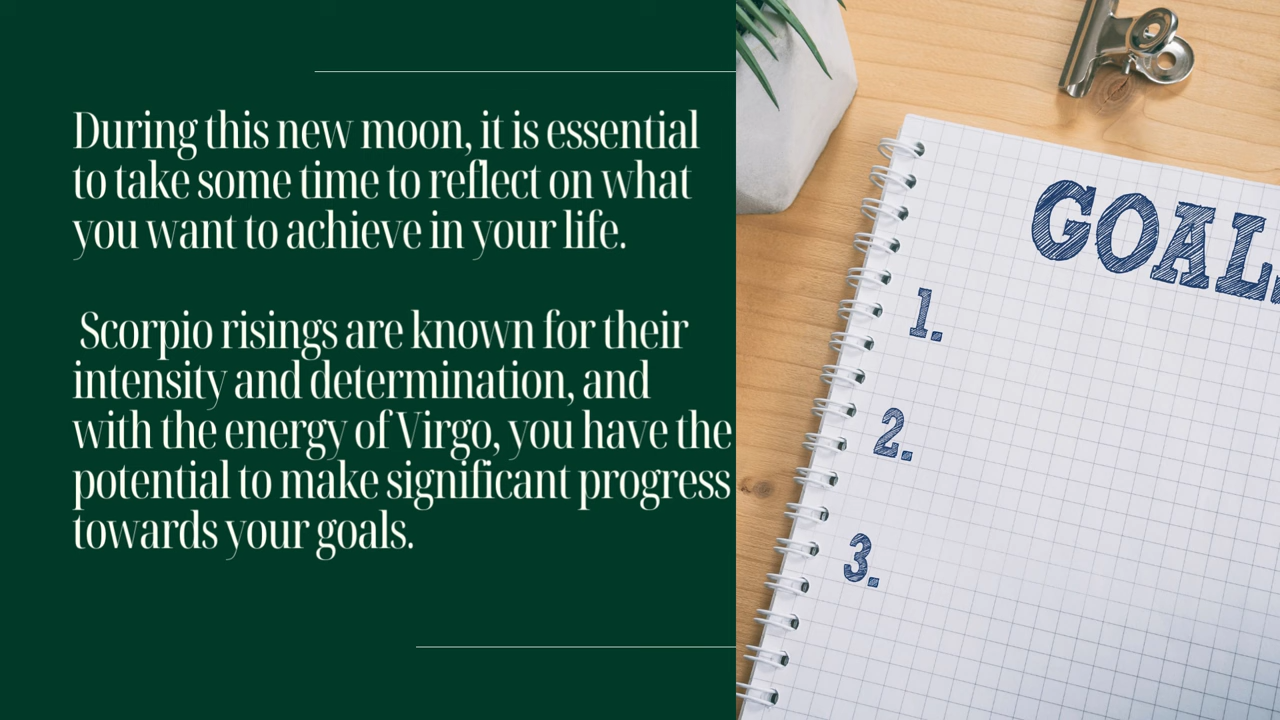 During this new moon, it is essential
to take some time to reflect on what
you want to achieve in your life.
Scorpio risings are known for their
intensity and determination, and
with the energy of Virgo, you have the
potential to make significant progress
towards your goals.
GOAL
1.
2.
3.